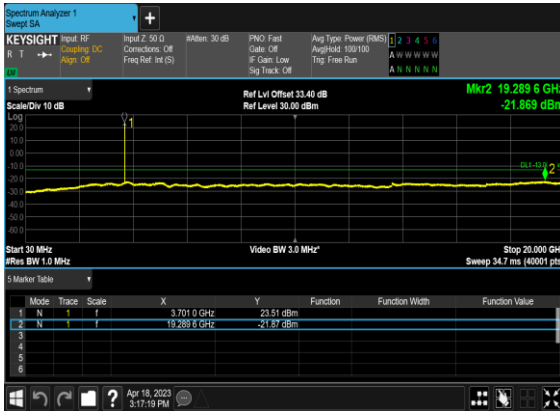 Spectrum Analyzer 1
Swept SA
+
KEYSIGHT
R T
LXI
Input: RF
Coupling: DC
Align: Off
Input Z: 50 Ω
Corrections: Off
Freq Ref: Int (S)
#Atten: 30 dB
PNO: Fast
Gate: Off
IF Gain: Low
Sig Track: Off
Avg Type: Power (RMS)
Avg|Hold: 100/100
Trig: Free Run
1 2 3 4 5 6
A W W W W W
A N N N N N
1 Spectrum
Scale/Div 10 dB
Ref Lvl Offset 33.40 dB
Ref Level 30.00 dBm
Mkr2 19.289 6 GHz
-21.869 dBm
Log
20.0
10.0
0.00
-10.0
-20.0
-30.0
-40.0
-50.0
-60.0
1
DL1 -13.0
2
Start 30 MHz
#Res BW 1.0 MHz
Video BW 3.0 MHz*
Stop 20.000 GH
Sweep 34.7 ms (40001 pts
5 Marker Table
Mode Trace Scale X Y Function Function Width Function Value
1 N 1 f 3.701 0 GHz 23.51 dBm
2 N 1 f 19.289 6 GHz -21.87 dBm
3
4
5
6
?
Apr 18, 2023
3:17:19 PM